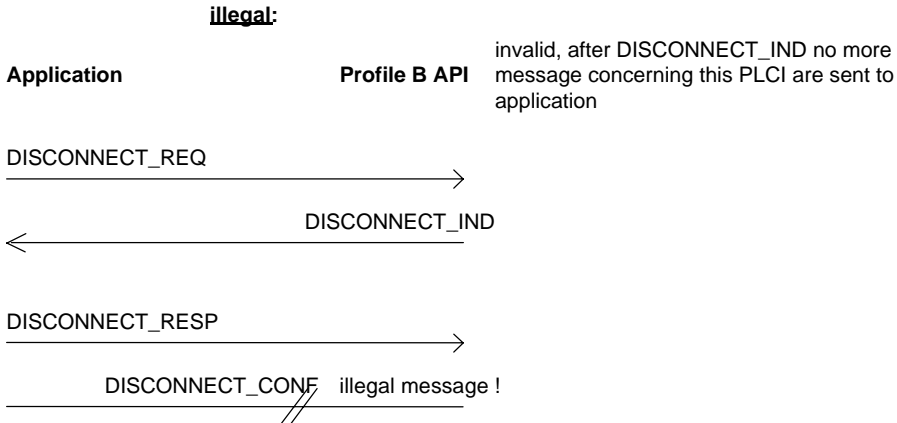 illegal:
Application
Profile B API
invalid, after DISCONNECT_IND no more
message concerning this PLCI are sent to
application
DISCONNECT_REQ
DISCONNECT_IND
DISCONNECT_RESP
DISCONNECT_CONF illegal message !